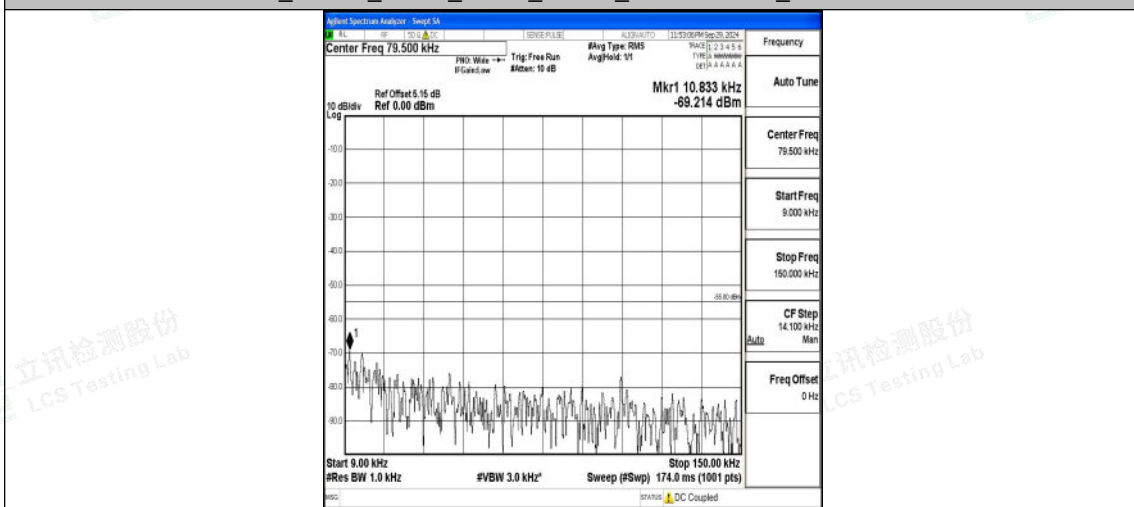 Agilent Spectrum Analyzer - Swept SA
RL RF 50 Ω DC SENSE:PULSE ALIGNAUTO 11:53:06PM Sep29, 2024
Center Freq 79.500 kHz
PNO: Wide
IFGain:Low
Trig: Free Run
#Atten: 10 dB
#Avg Type: RMS
Avg|Hold: 1/1
TRACE 1 2 3 4 5 6
TYPE A WWWWW
DET A A A A A A
Frequency
Auto Tune
Mkr1 10.833 kHz
-69.214 dBm
Ref Offset 6.15 dB
10 dB/div Ref 0.00 dBm
Log
Center Freq
79.500 kHz
Start Freq
9.000 kHz
Stop Freq
150.000 kHz
CF Step
14.100 kHz
Auto Man
Freq Offset
0 Hz
-10.0
-20.0
-30.0
-40.0
-50.0
-55.80 dBm
-60.0
1
-70.0
-80.0
-90.0
Start 9.00 kHz
Stop 150.00 kHz
#Res BW 1.0 kHz
#VBW 3.0 kHz*
Sweep (#Swp) 174.0 ms (1001 pts)
MSG
STATUS DC Coupled
立讯检测股份
LCS Testing Lab
立讯检测股份
LCS Testing Lab